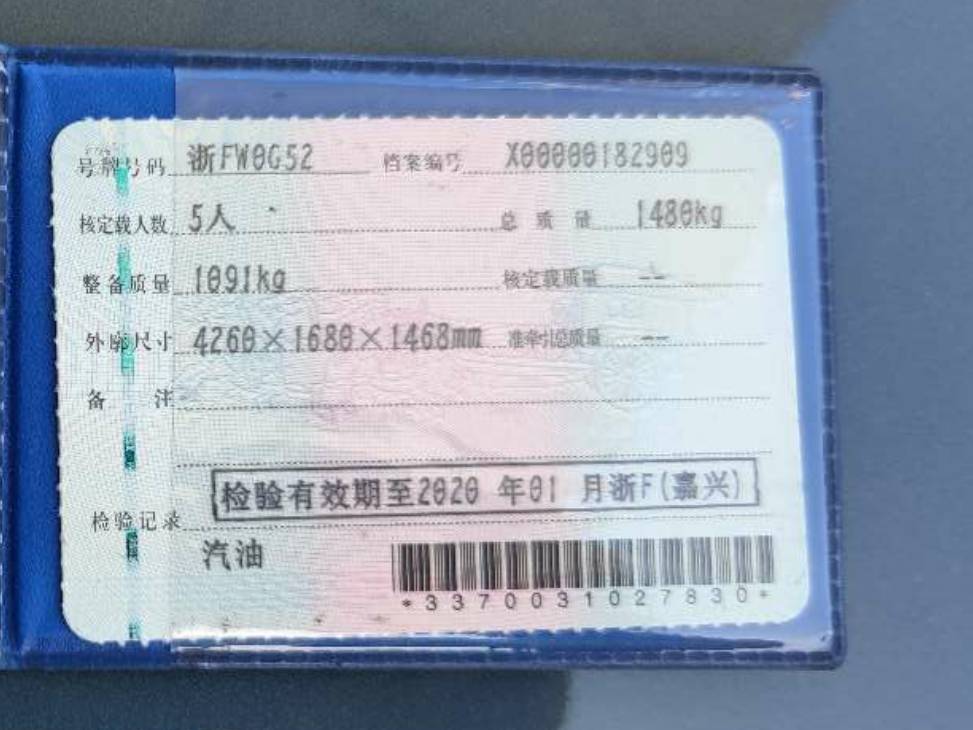 号牌号码 浙FW0G52 档案编号 X00000182909
核定载人数 5人 总质量 1480kg
整备质量 1091kg 核定载质量 --
外廓尺寸 4260×1680×1468mm 准牵引总质量 --
备注
检验记录 检验有效期至2020 年01 月浙F(嘉兴)
汽油
*3370031027830*